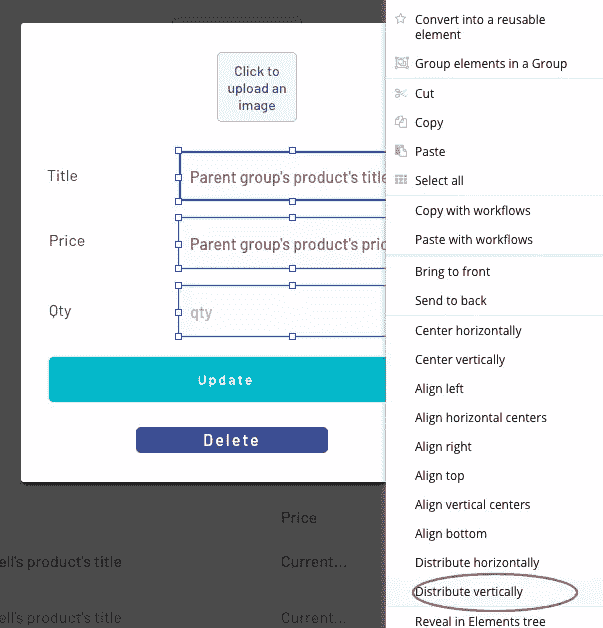 Click to
upload an
image
Title
Parent group's product's title
Price
Parent group's product's pric
Qty
qty
Update
Delete
Price
ell's product's title
Current...
ell's product's title
Current...
Convert into a reusable
element
Group elements in a Group
Cut
Copy
Paste
Select all
Copy with workflows
Paste with workflows
Bring to front
Send to back
Center horizontally
Center vertically
Align left
Align horizontal centers
Align right
Align top
Align vertical centers
Align bottom
Distribute horizontally
Distribute vertically
Reveal in Elements tree